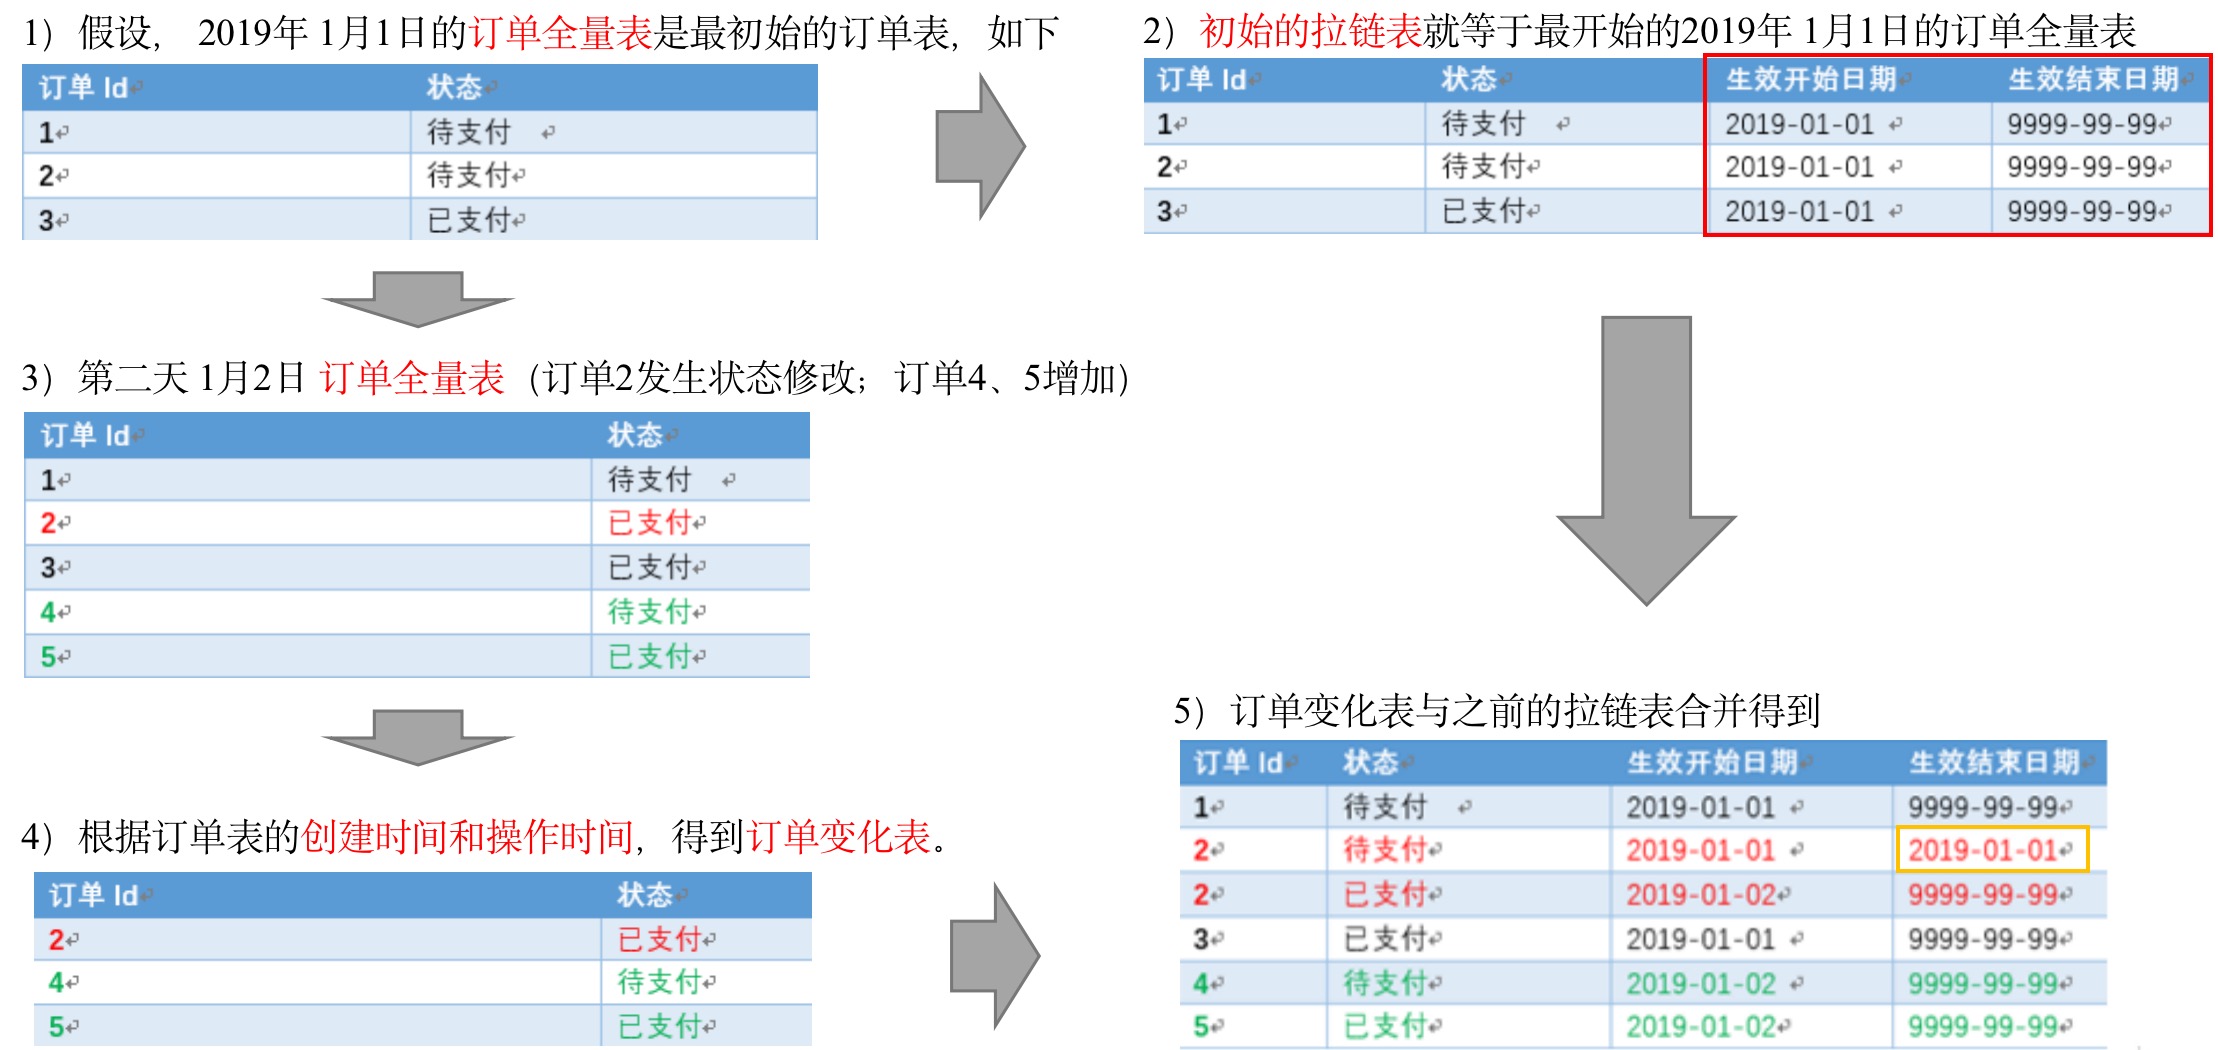 1）假设， 2019年 1月1日的订单全量表是最初始的订单表，如下
订单 Id 状态
1 待支付
2 待支付
3 已支付
2）初始的拉链表就等于最开始的2019年 1月1日的订单全量表
订单 Id 状态 生效开始日期 生效结束日期
1 待支付 2019-01-01 9999-99-99
2 待支付 2019-01-01 9999-99-99
3 已支付 2019-01-01 9999-99-99
3）第二天 1月2日 订单全量表（订单2发生状态修改；订单4、5增加）
订单 Id 状态
1 待支付
2 已支付
3 已支付
4 待支付
5 已支付
4）根据订单表的创建时间和操作时间，得到订单变化表。
订单 Id 状态
2 已支付
4 待支付
5 已支付
5）订单变化表与之前的拉链表合并得到
订单 Id 状态 生效开始日期 生效结束日期
1 待支付 2019-01-01 9999-99-99
2 待支付 2019-01-01 2019-01-01
2 已支付 2019-01-02 9999-99-99
3 已支付 2019-01-01 9999-99-99
4 待支付 2019-01-02 9999-99-99
5 已支付 2019-01-02 9999-99-99